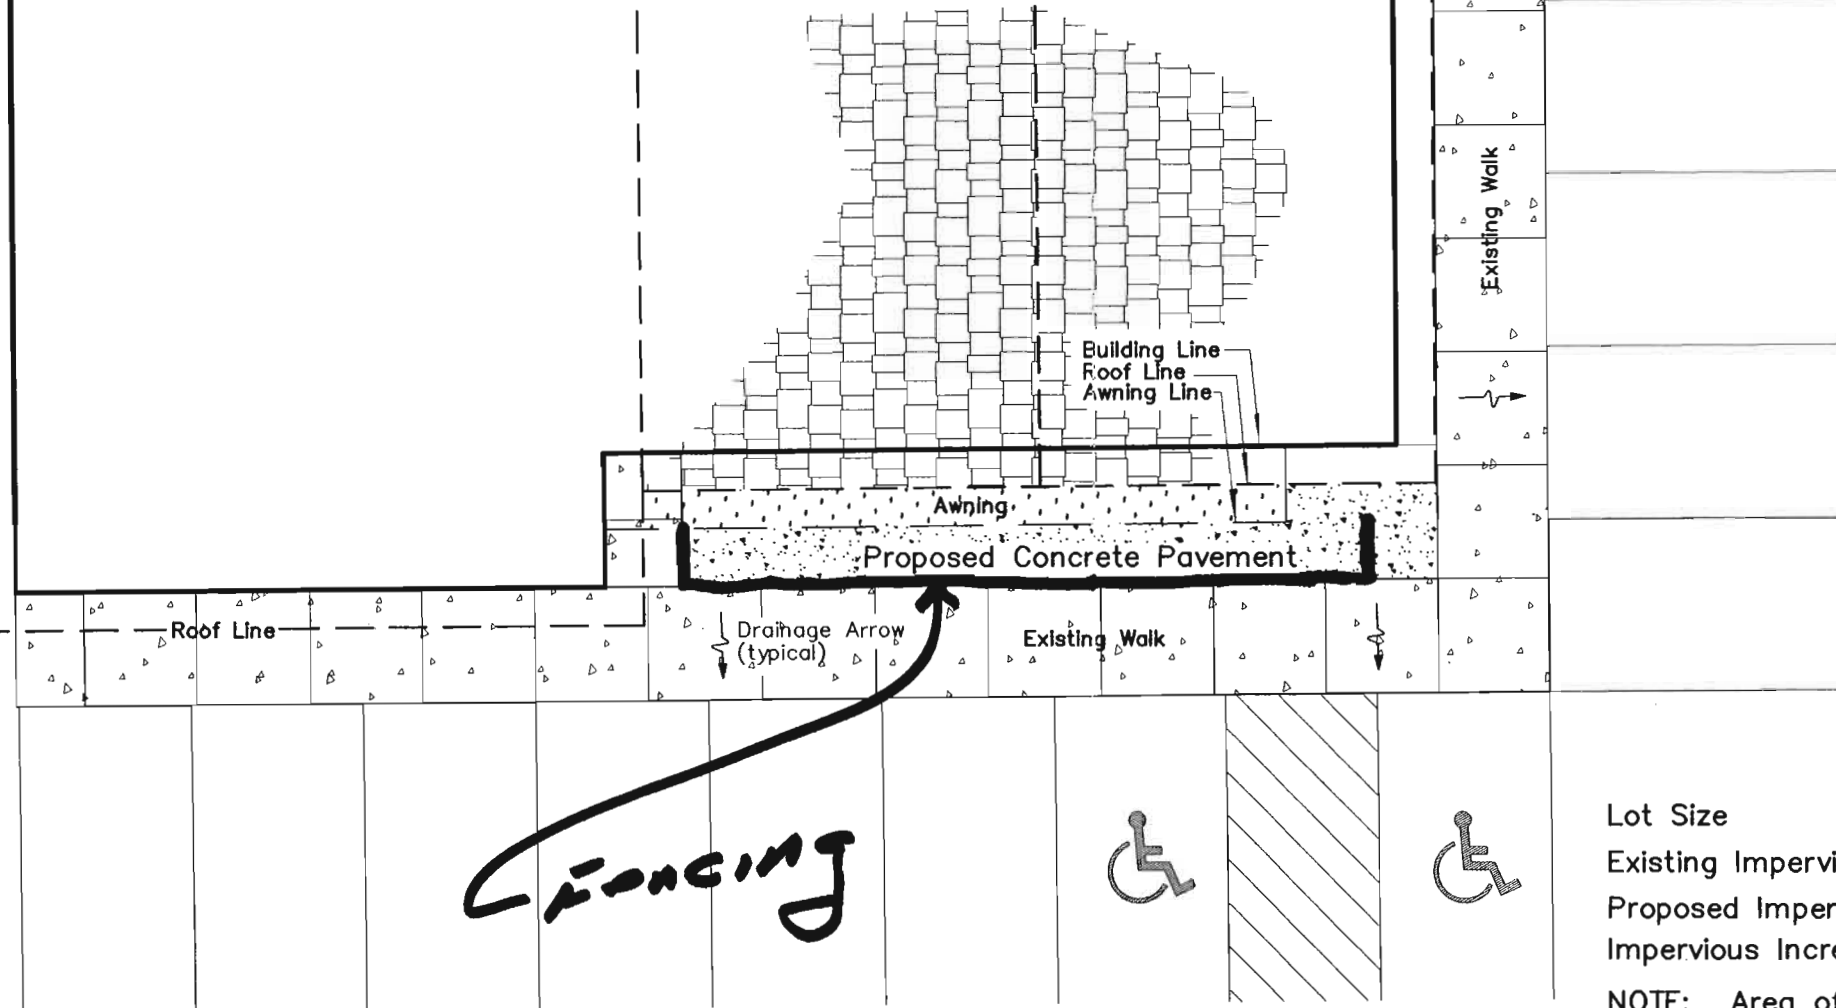 Existing Walk
Building Line
Roof Line
Awning Line
Awning
Proposed Concrete Pavement
Roof Line
Drainage Arrow
(typical)
Existing Walk
Fencing
Lot Size
Existing Impervi
Proposed Imper
Impervious Incre
NOTE: Area of